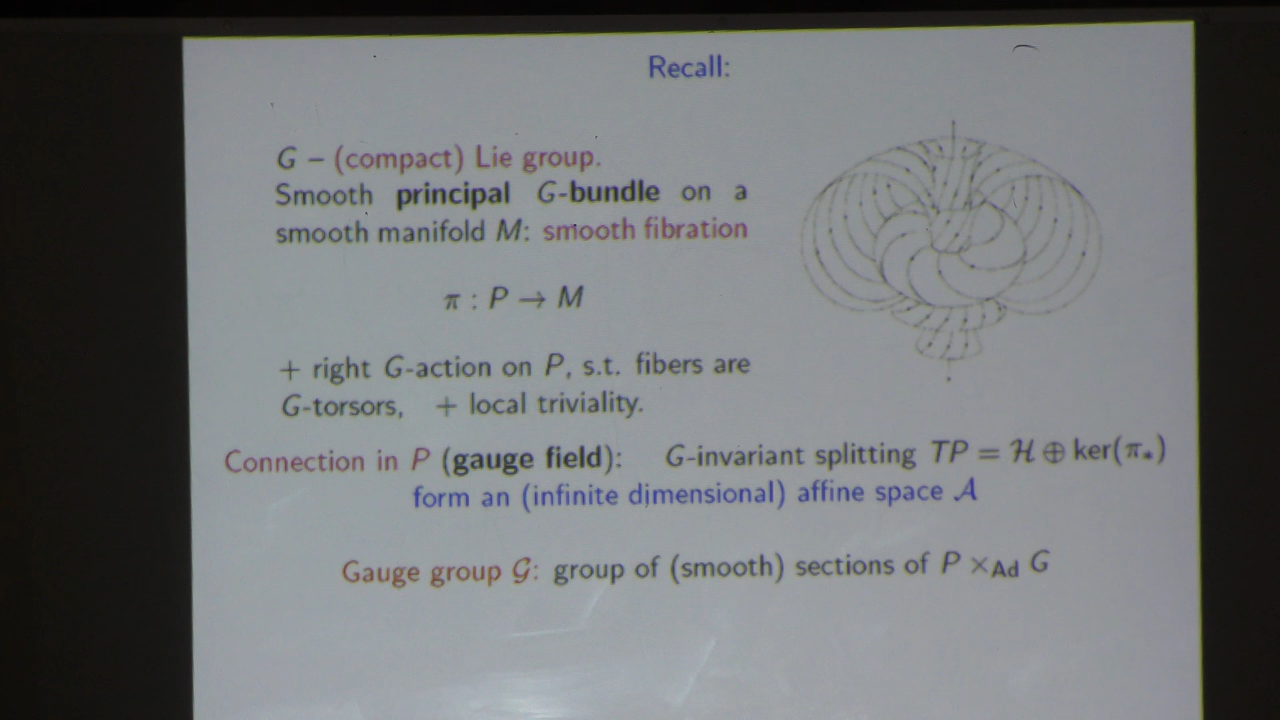 Recall:
G – (compact) Lie group.
Smooth principal G-bundle on a
smooth manifold M: smooth fibration
π : P → M
+ right G-action on P, s.t. fibers are
G-torsors, + local triviality.
Connection in P (gauge field): G-invariant splitting TP = ℋ ⊕ ker(π*)
form an (infinite dimensional) affine space 𝒜
Gauge group 𝒢: group of (smooth) sections of P ×Ad G